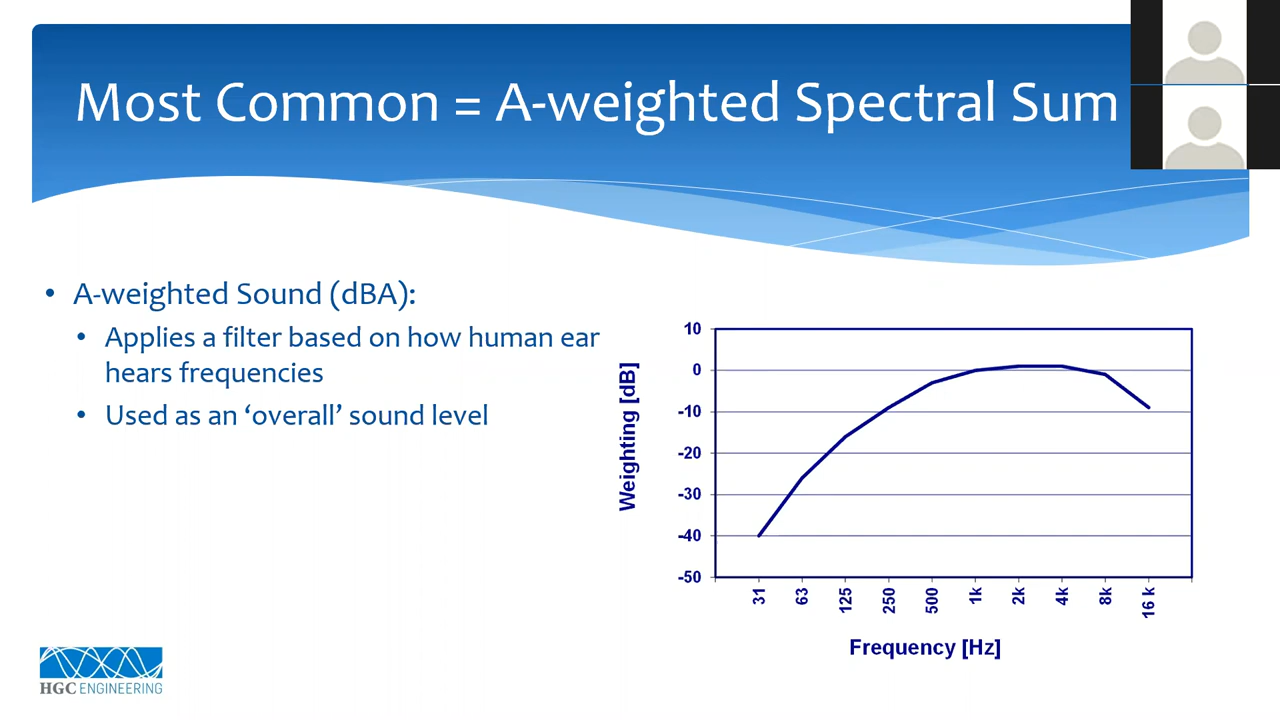 Most Common = A-weighted Spectral Sum
• A-weighted Sound (dBA):
• Applies a filter based on how human ear
hears frequencies
• Used as an ‘overall’ sound level
10
0
-10
-20
-30
-40
-50
Weighting [dB]
31
63
125
250
500
1k
2k
4k
8k
16 k
Frequency [Hz]
HGC ENGINEERING